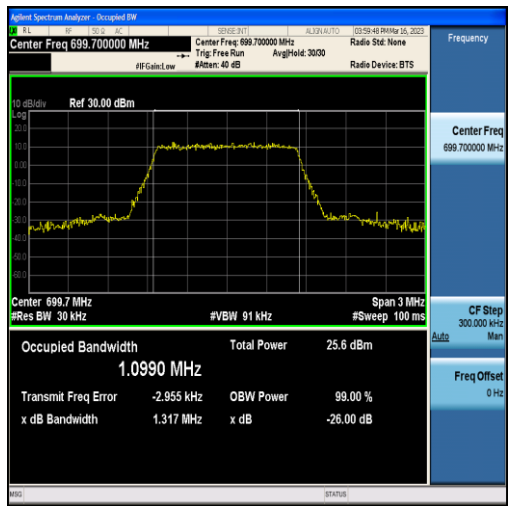 Agilent Spectrum Analyzer - Occupied BW
RL RF 50 Ω AC SENSE:INT ALIGN AUTO 03:59:48 PM Mar 16, 2023
Center Freq 699.700000 MHz Center Freq: 699.700000 MHz Radio Std: None Frequency
Trig: Free Run Avg|Hold: 30/30
#IFGain:Low #Atten: 40 dB Radio Device: BTS
10 dB/div Ref 30.00 dBm
Log
20.0
10.0
0.00
-10.0
-20.0
-30.0
-40.0
-50.0
-60.0
Center Freq
699.700000 MHz
Center 699.7 MHz Span 3 MHz
#Res BW 30 kHz #VBW 91 kHz #Sweep 100 ms
CF Step
300.000 kHz
Auto Man
Occupied Bandwidth Total Power 25.6 dBm
1.0990 MHz
Transmit Freq Error -2.955 kHz OBW Power 99.00 %
x dB Bandwidth 1.317 MHz x dB -26.00 dB
Freq Offset
0 Hz
MSG STATUS